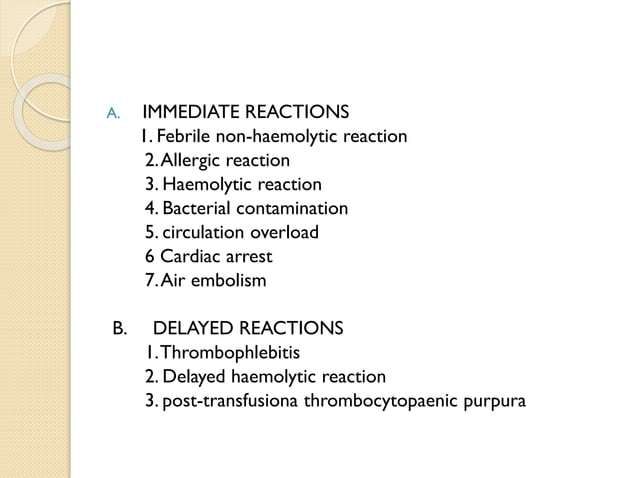 A. IMMEDIATE REACTIONS
1. Febrile non-haemolytic reaction
2. Allergic reaction
3. Haemolytic reaction
4. Bacterial contamination
5. circulation overload
6 Cardiac arrest
7. Air embolism
B. DELAYED REACTIONS
1. Thrombophlebitis
2. Delayed haemolytic reaction
3. post-transfusiona thrombocytopaenic purpura